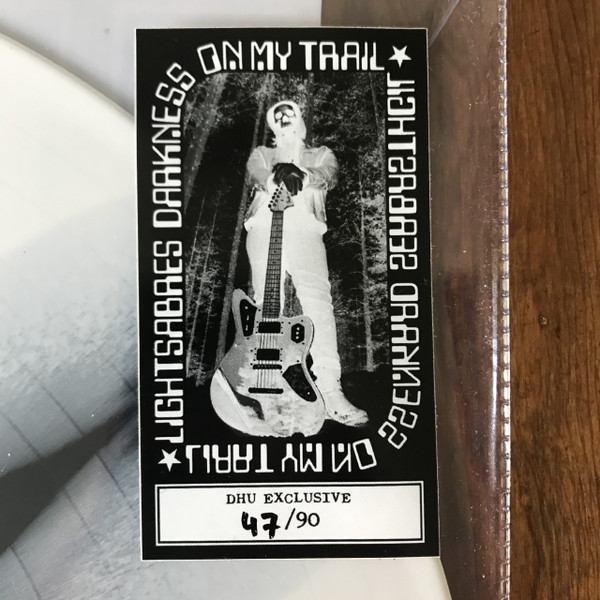 LIGHTSABRES DARKNESS ON MY TRAIL ★
LIGHTSABRES DARKNESS ON MY TRAIL ★
DHU EXCLUSIVE
47/90